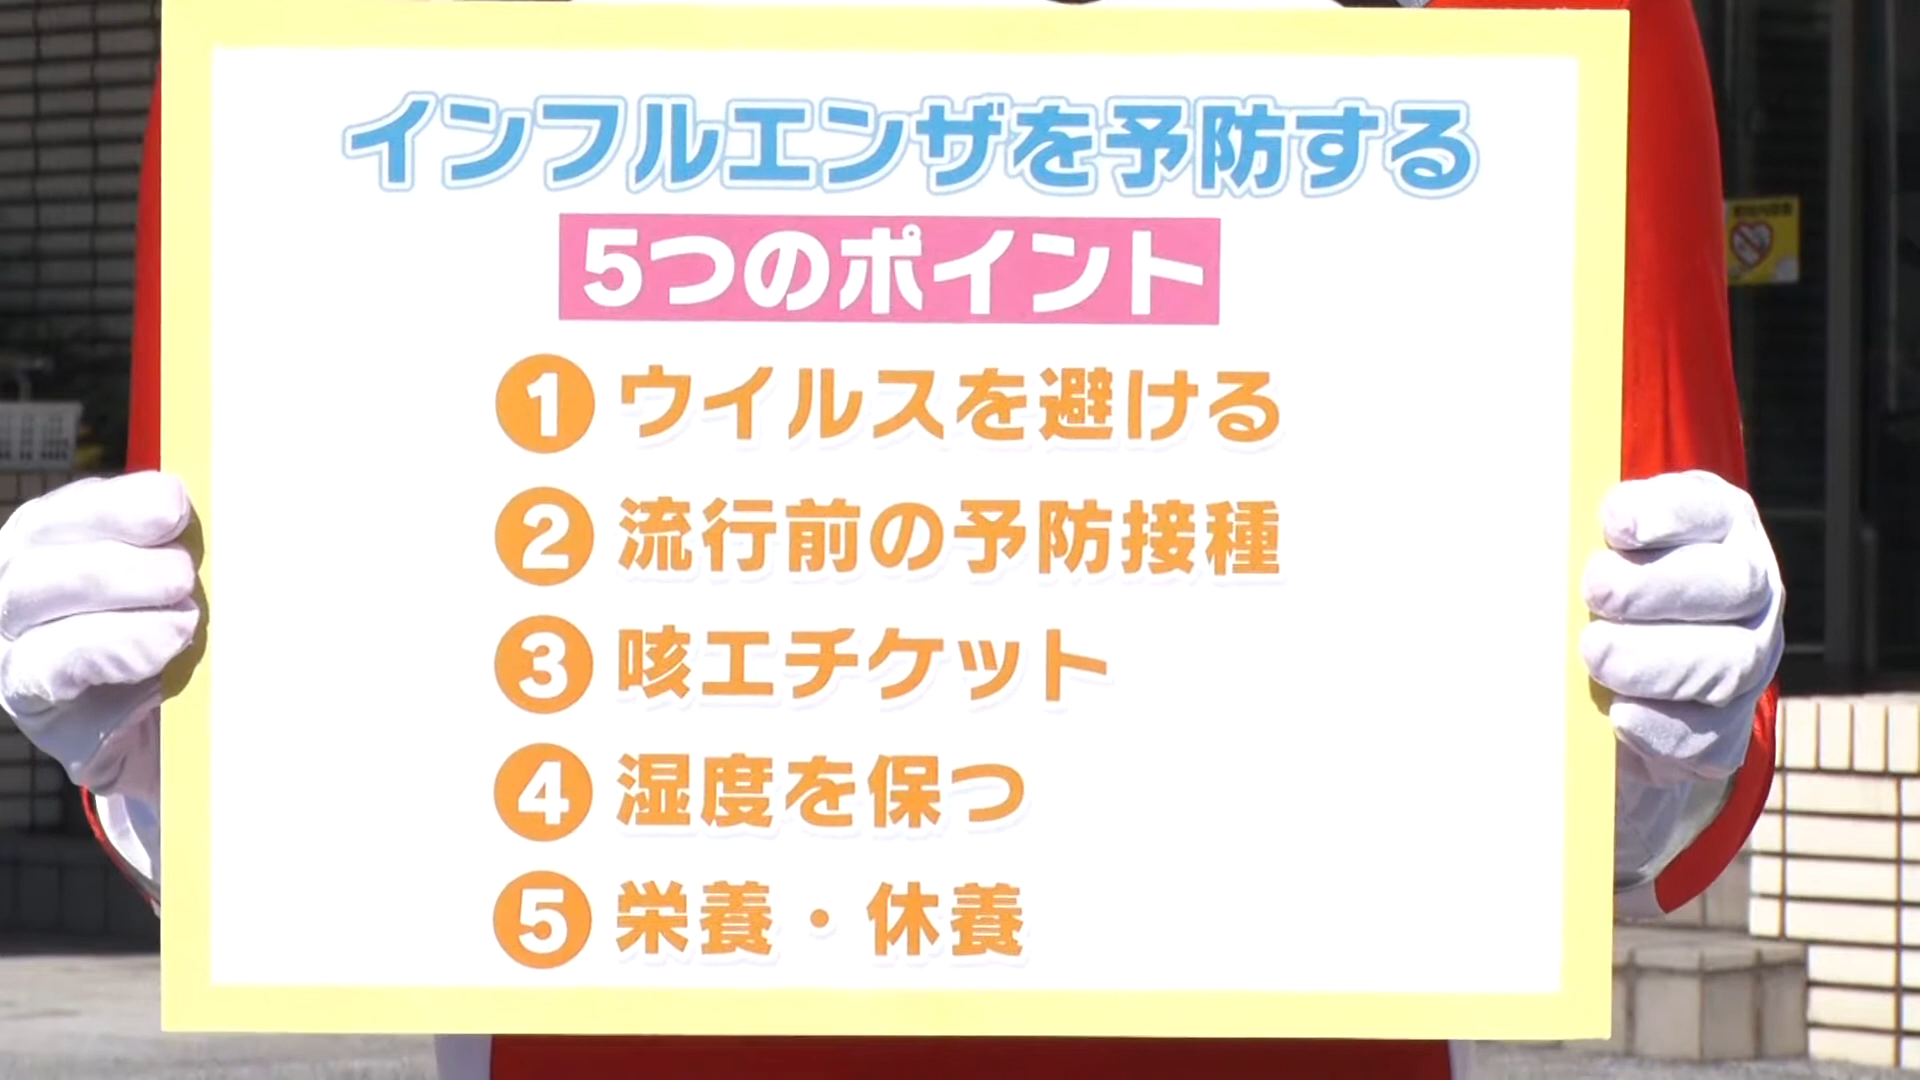 インフルエンザを予防する
5つのポイント
1 ウイルスを避ける
2 流行前の予防接種
3 咳エチケット
4 湿度を保つ
5 栄養・休養